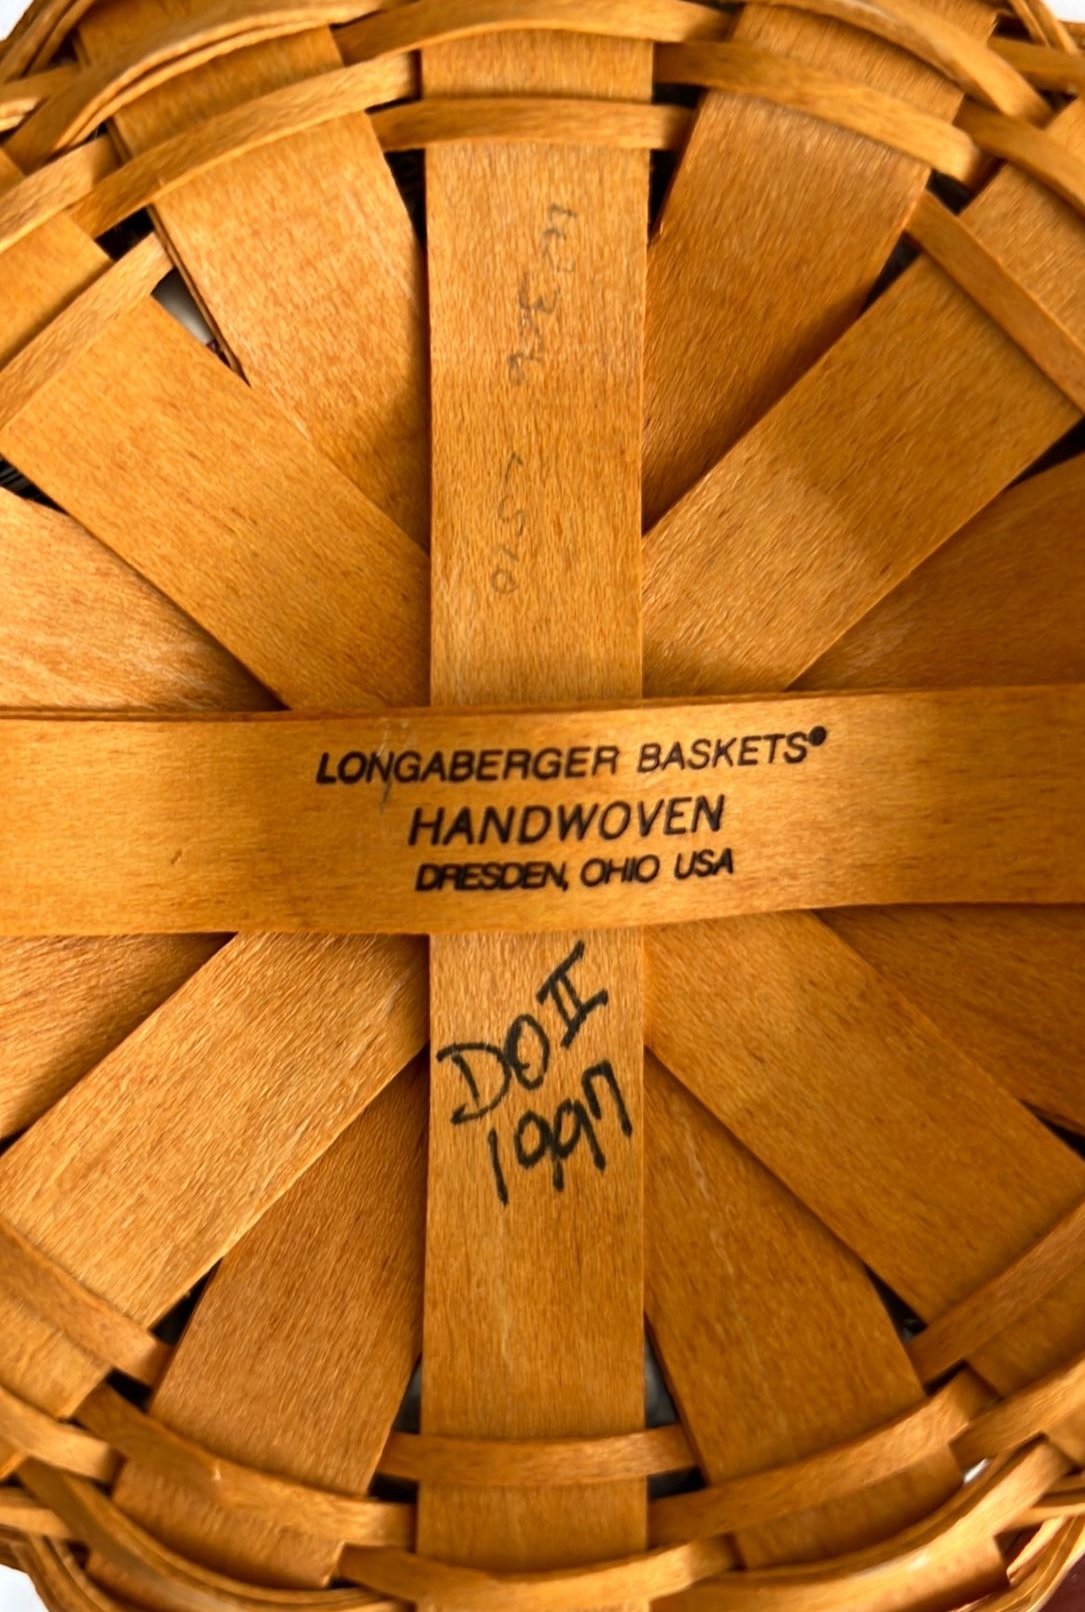 LONGABERGER BASKETS®
HANDWOVEN
DRESDEN, OHIO USA
DO II
1997